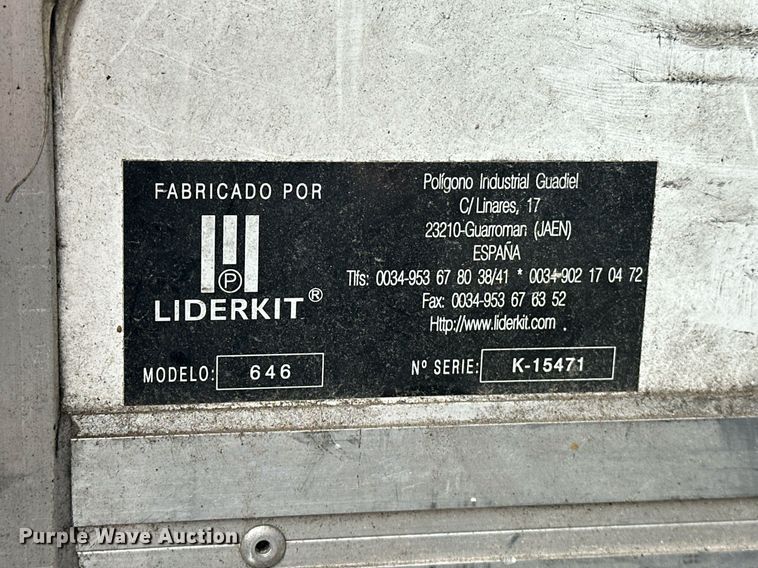 FABRICADO POR
P
LIDERKIT®
MODELO: 646
Polígono Industrial Guadiel
C/ Linares, 17
23210-Guarroman (JAEN)
ESPAÑA
Tlfs: 0034-953 67 80 38/41 * 0034-902 17 04 72
Fax: 0034-953 67 63 52
Http://www.liderkit.com
Nº SERIE: K-15471
Purple Wave Auction